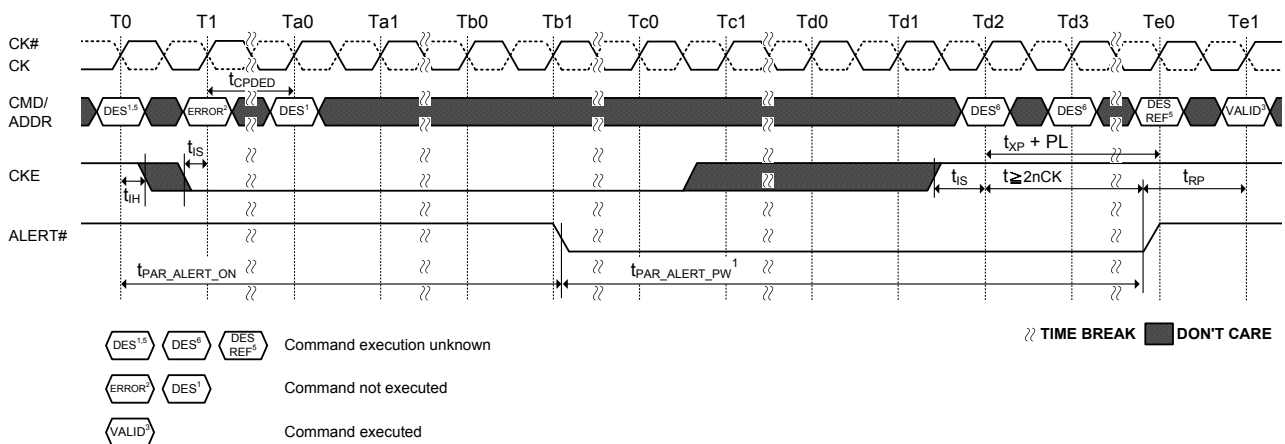 T0 T1 Ta0 Ta1 Tb0 Tb1 Tc0 Tc1 Td0 Td1 Td2 Td3 Te0 Te1
CK#
CK
tCPDED
CMD/
ADDR
DES1,5 ERROR2 DES1 DES6 DES6 DES REF5 VALID3
tIS
tXP + PL
CKE
tIH
tIS t≧2nCK tRP
ALERT#
tPAR_ALERT_ON tPAR_ALERT_PW1
DES1,5 DES6 DES REF5 Command execution unknown
TIME BREAK DON'T CARE
ERROR2 DES1 Command not executed
VALID3 Command executed